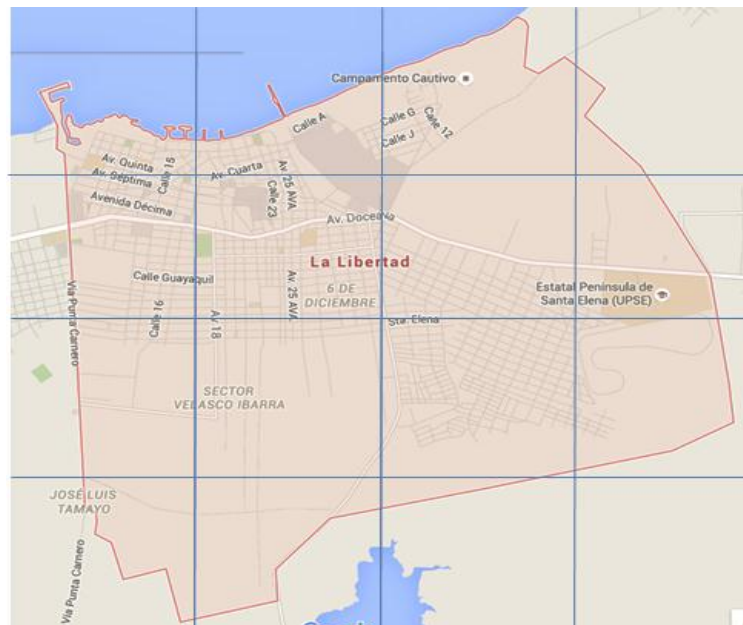 Campamento Cautivo
Calle A
Calle G
Calle 12
Calle J
Av. Quinta
Calle 15
Av. Cuarta
Av. 25 AVA
Av. Séptima
Calle 23
Avenida Décima
Av. Doceava
La Libertad
Calle Guayaquil
Av. 25 AVA
6 DE
DICIEMBRE
Estatal Península de
Santa Elena (UPSE)
Vía Punta Carnero
Calle 16
Av 18
Sta. Elena
SECTOR
VELASCO IBARRA
JOSÉ LUIS
TAMAYO
Vía Punta Carnero